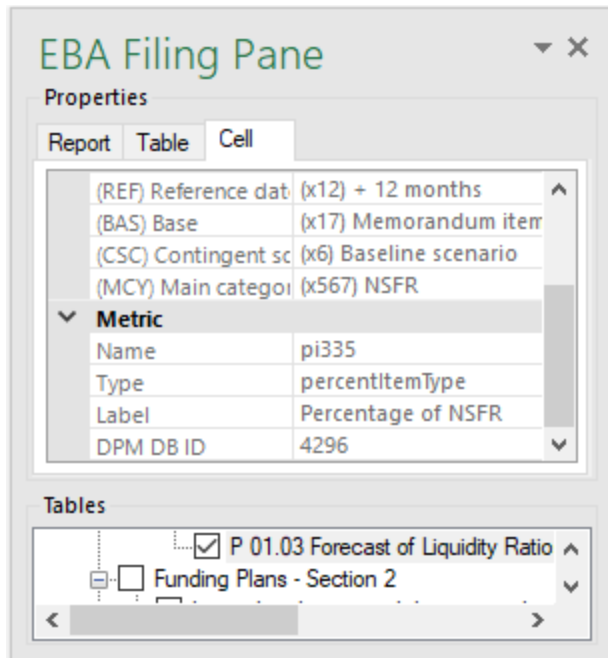 EBA Filing Pane
Properties
Report Table Cell
(REF) Reference dat (x12) + 12 months
(BAS) Base (x17) Memorandum item
(CSC) Contingent sc (x6) Baseline scenario
(MCY) Main categor (x567) NSFR
Metric
Name pi335
Type percentItemType
Label Percentage of NSFR
DPM DB ID 4296
Tables
P 01.03 Forecast of Liquidity Ratio
Funding Plans - Section 2